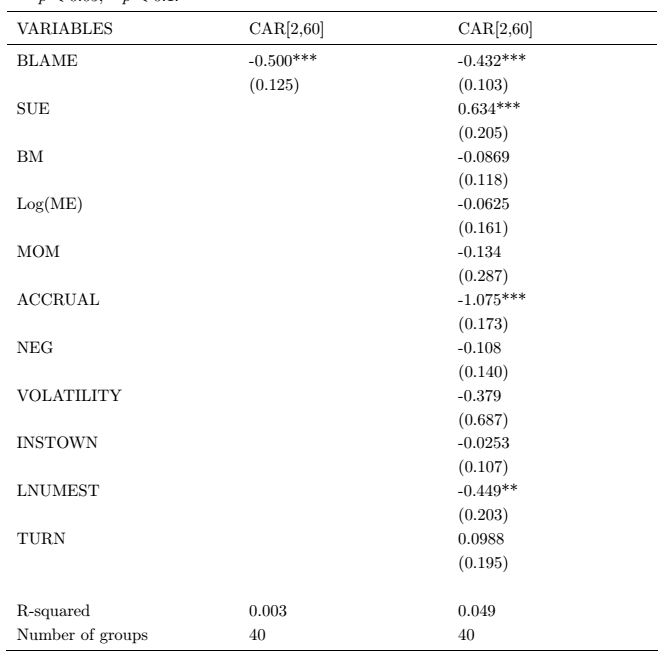 VARIABLES CAR[2,60] CAR[2,60]
BLAME -0.500*** -0.432***
(0.125) (0.103)
SUE 0.634***
(0.205)
BM -0.0869
(0.118)
Log(ME) -0.0625
(0.161)
MOM -0.134
(0.287)
ACCRUAL -1.075***
(0.173)
NEG -0.108
(0.140)
VOLATILITY -0.379
(0.687)
INSTOWN -0.0253
(0.107)
LNUMEST -0.449**
(0.203)
TURN 0.0988
(0.195)
R-squared 0.003 0.049
Number of groups 40 40